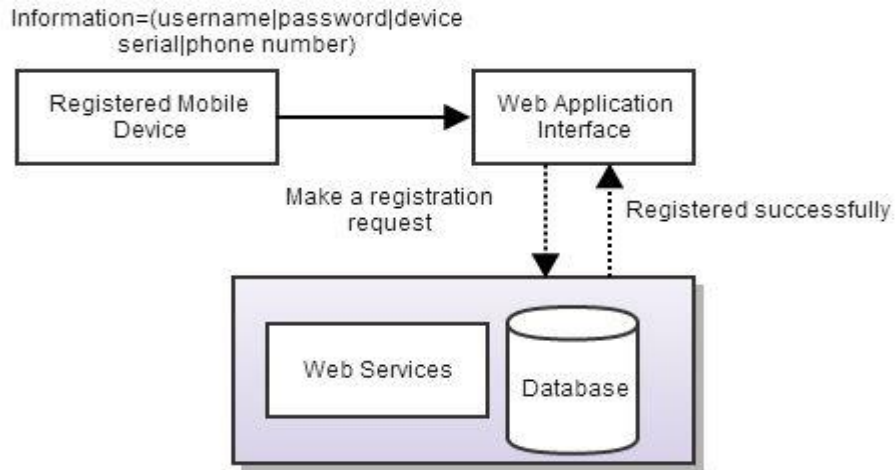 Information=(username|password|device
serial|phone number)
Registered Mobile
Device
Web Application
Interface
Make a registration
request
Registered successfully
Web Services
Database